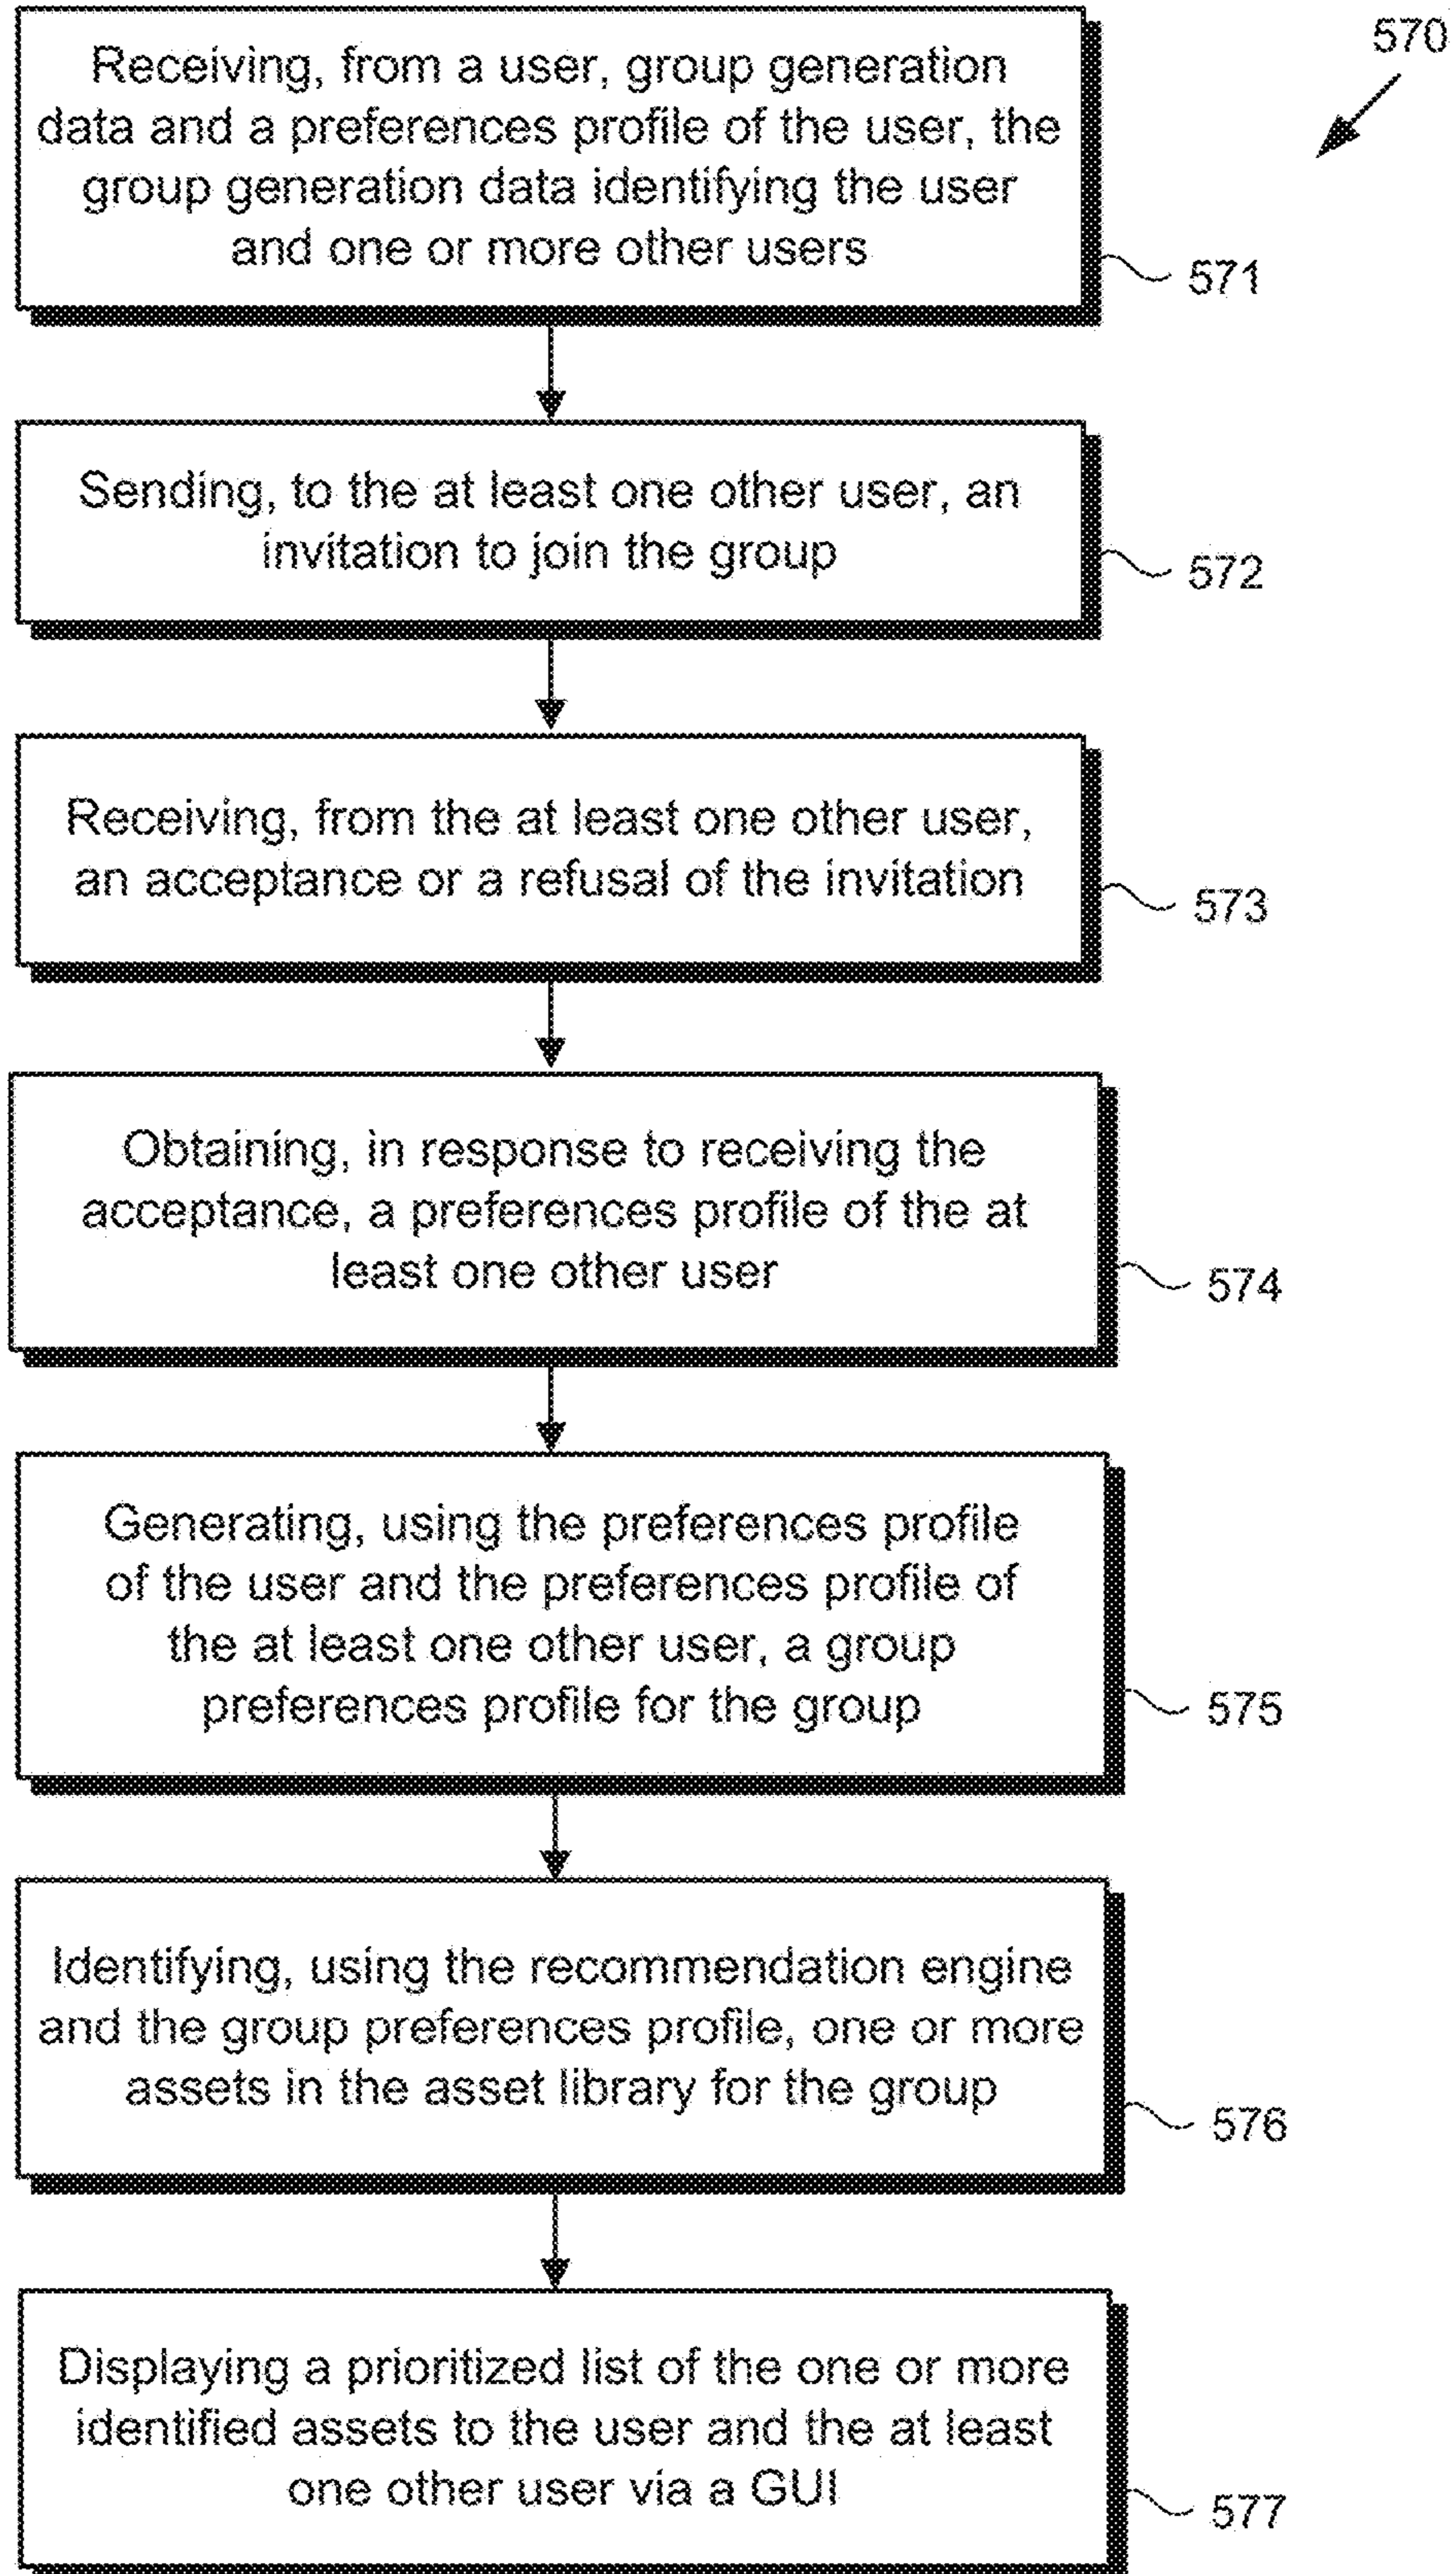 570
Receiving, from a user, group generation
data and a preferences profile of the user, the
group generation data identifying the user
and one or more other users
571
Sending, to the at least one other user, an
invitation to join the group
572
Receiving, from the at least one other user,
an acceptance or a refusal of the invitation
573
Obtaining, in response to receiving the
acceptance, a preferences profile of the at
least one other user
574
Generating, using the preferences profile
of the user and the preferences profile of
the at least one other user, a group
preferences profile for the group
575
Identifying, using the recommendation engine
and the group preferences profile, one or more
assets in the asset library for the group
576
Displaying a prioritized list of the one or more
identified assets to the user and the at least
one other user via a GUI
577